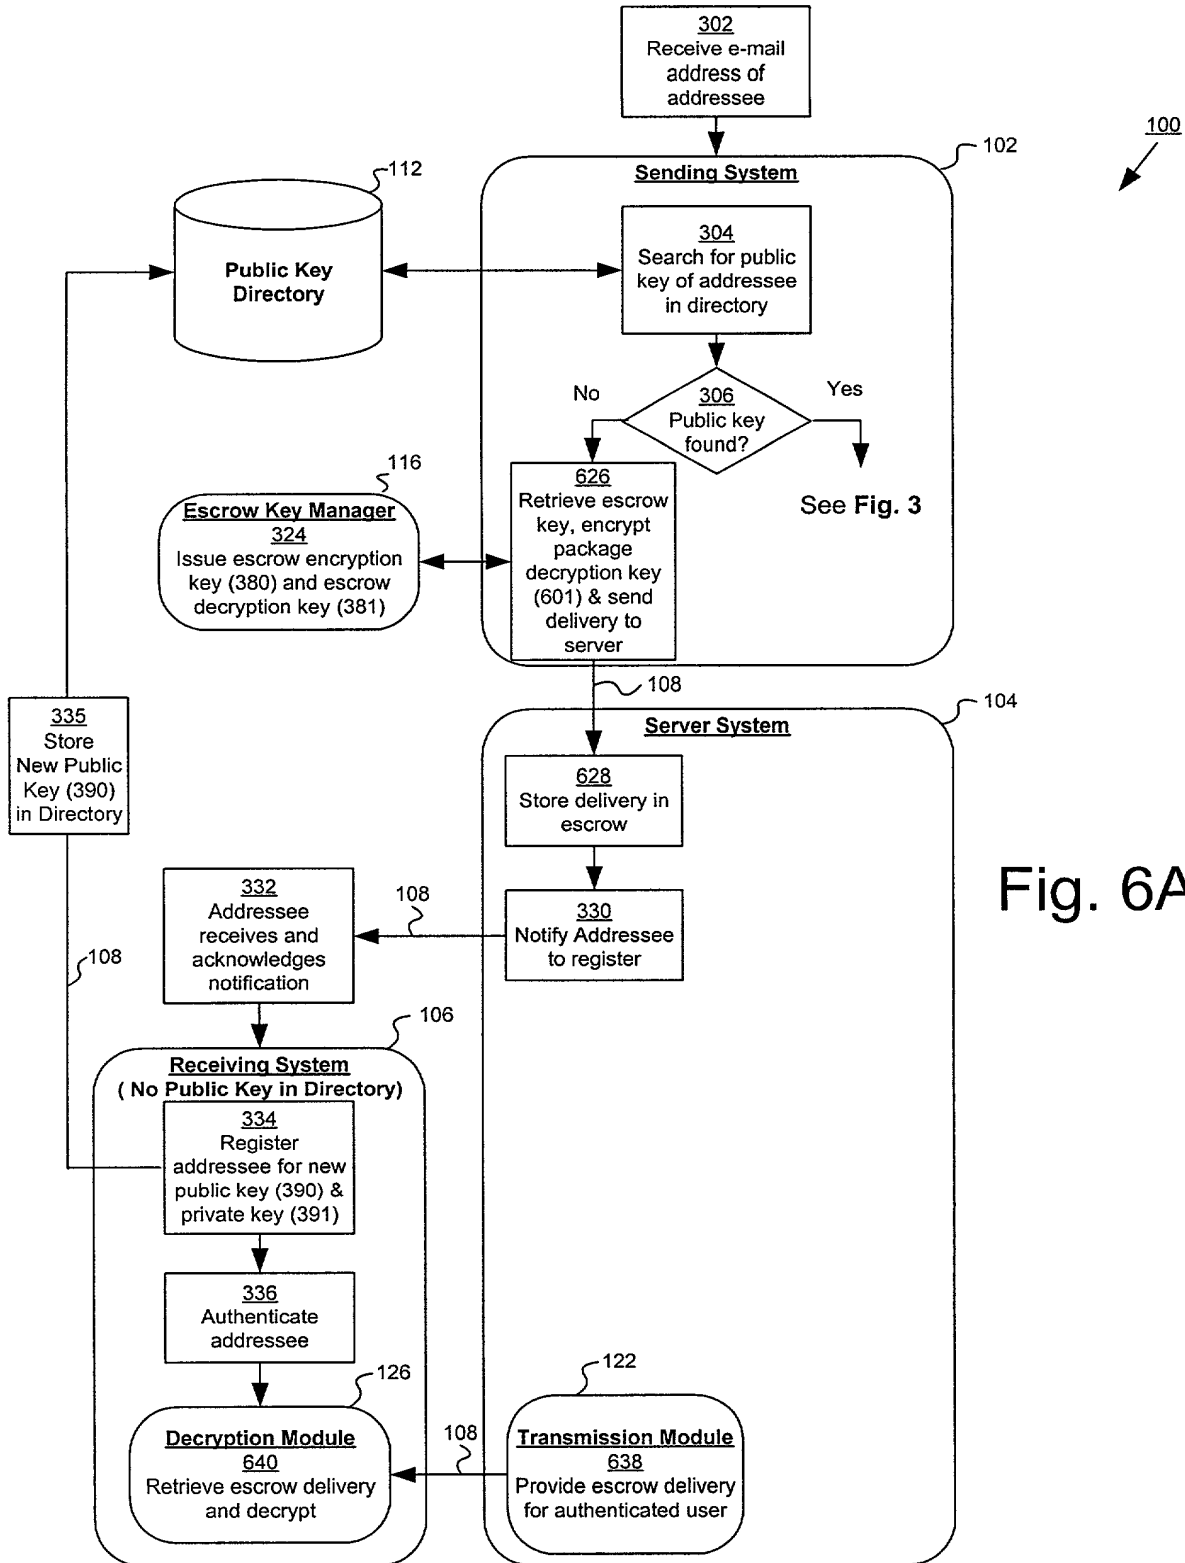 302
Receive e-mail
address of
addressee
100
102
Sending System
112
Public Key
Directory
304
Search for public
key of addressee
in directory
No
Yes
306
Public key
found?
See Fig. 3
116
Escrow Key Manager
324
Issue escrow encryption
key (380) and escrow
decryption key (381)
626
Retrieve escrow
key, encrypt
package
decryption key
(601) & send
delivery to
server
108
104
Server System
335
Store
New Public
Key (390)
in Directory
628
Store delivery in
escrow
332
Addressee
receives and
acknowledges
notification
108
330
Notify Addressee
to register
Fig. 6A
108
106
Receiving System
( No Public Key in Directory)
334
Register
addressee for new
public key (390) &
private key (391)
336
Authenticate
addressee
126
122
Decryption Module
640
Retrieve escrow delivery
and decrypt
108
Transmission Module
638
Provide escrow delivery
for authenticated user